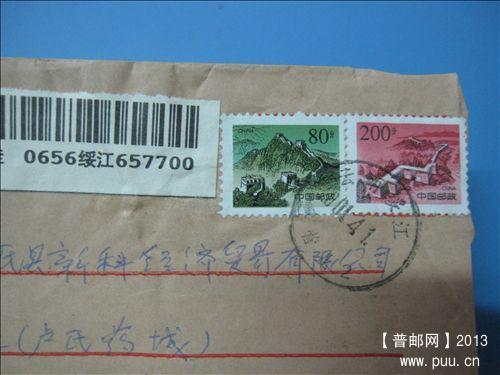 80分
CHINA
中国邮政
200分
CHINA
中国邮政
0656绥江657700
江
氏县新科经济贸易有限公司
(卢氏药城)
【普邮网】2013
www.puu.cn